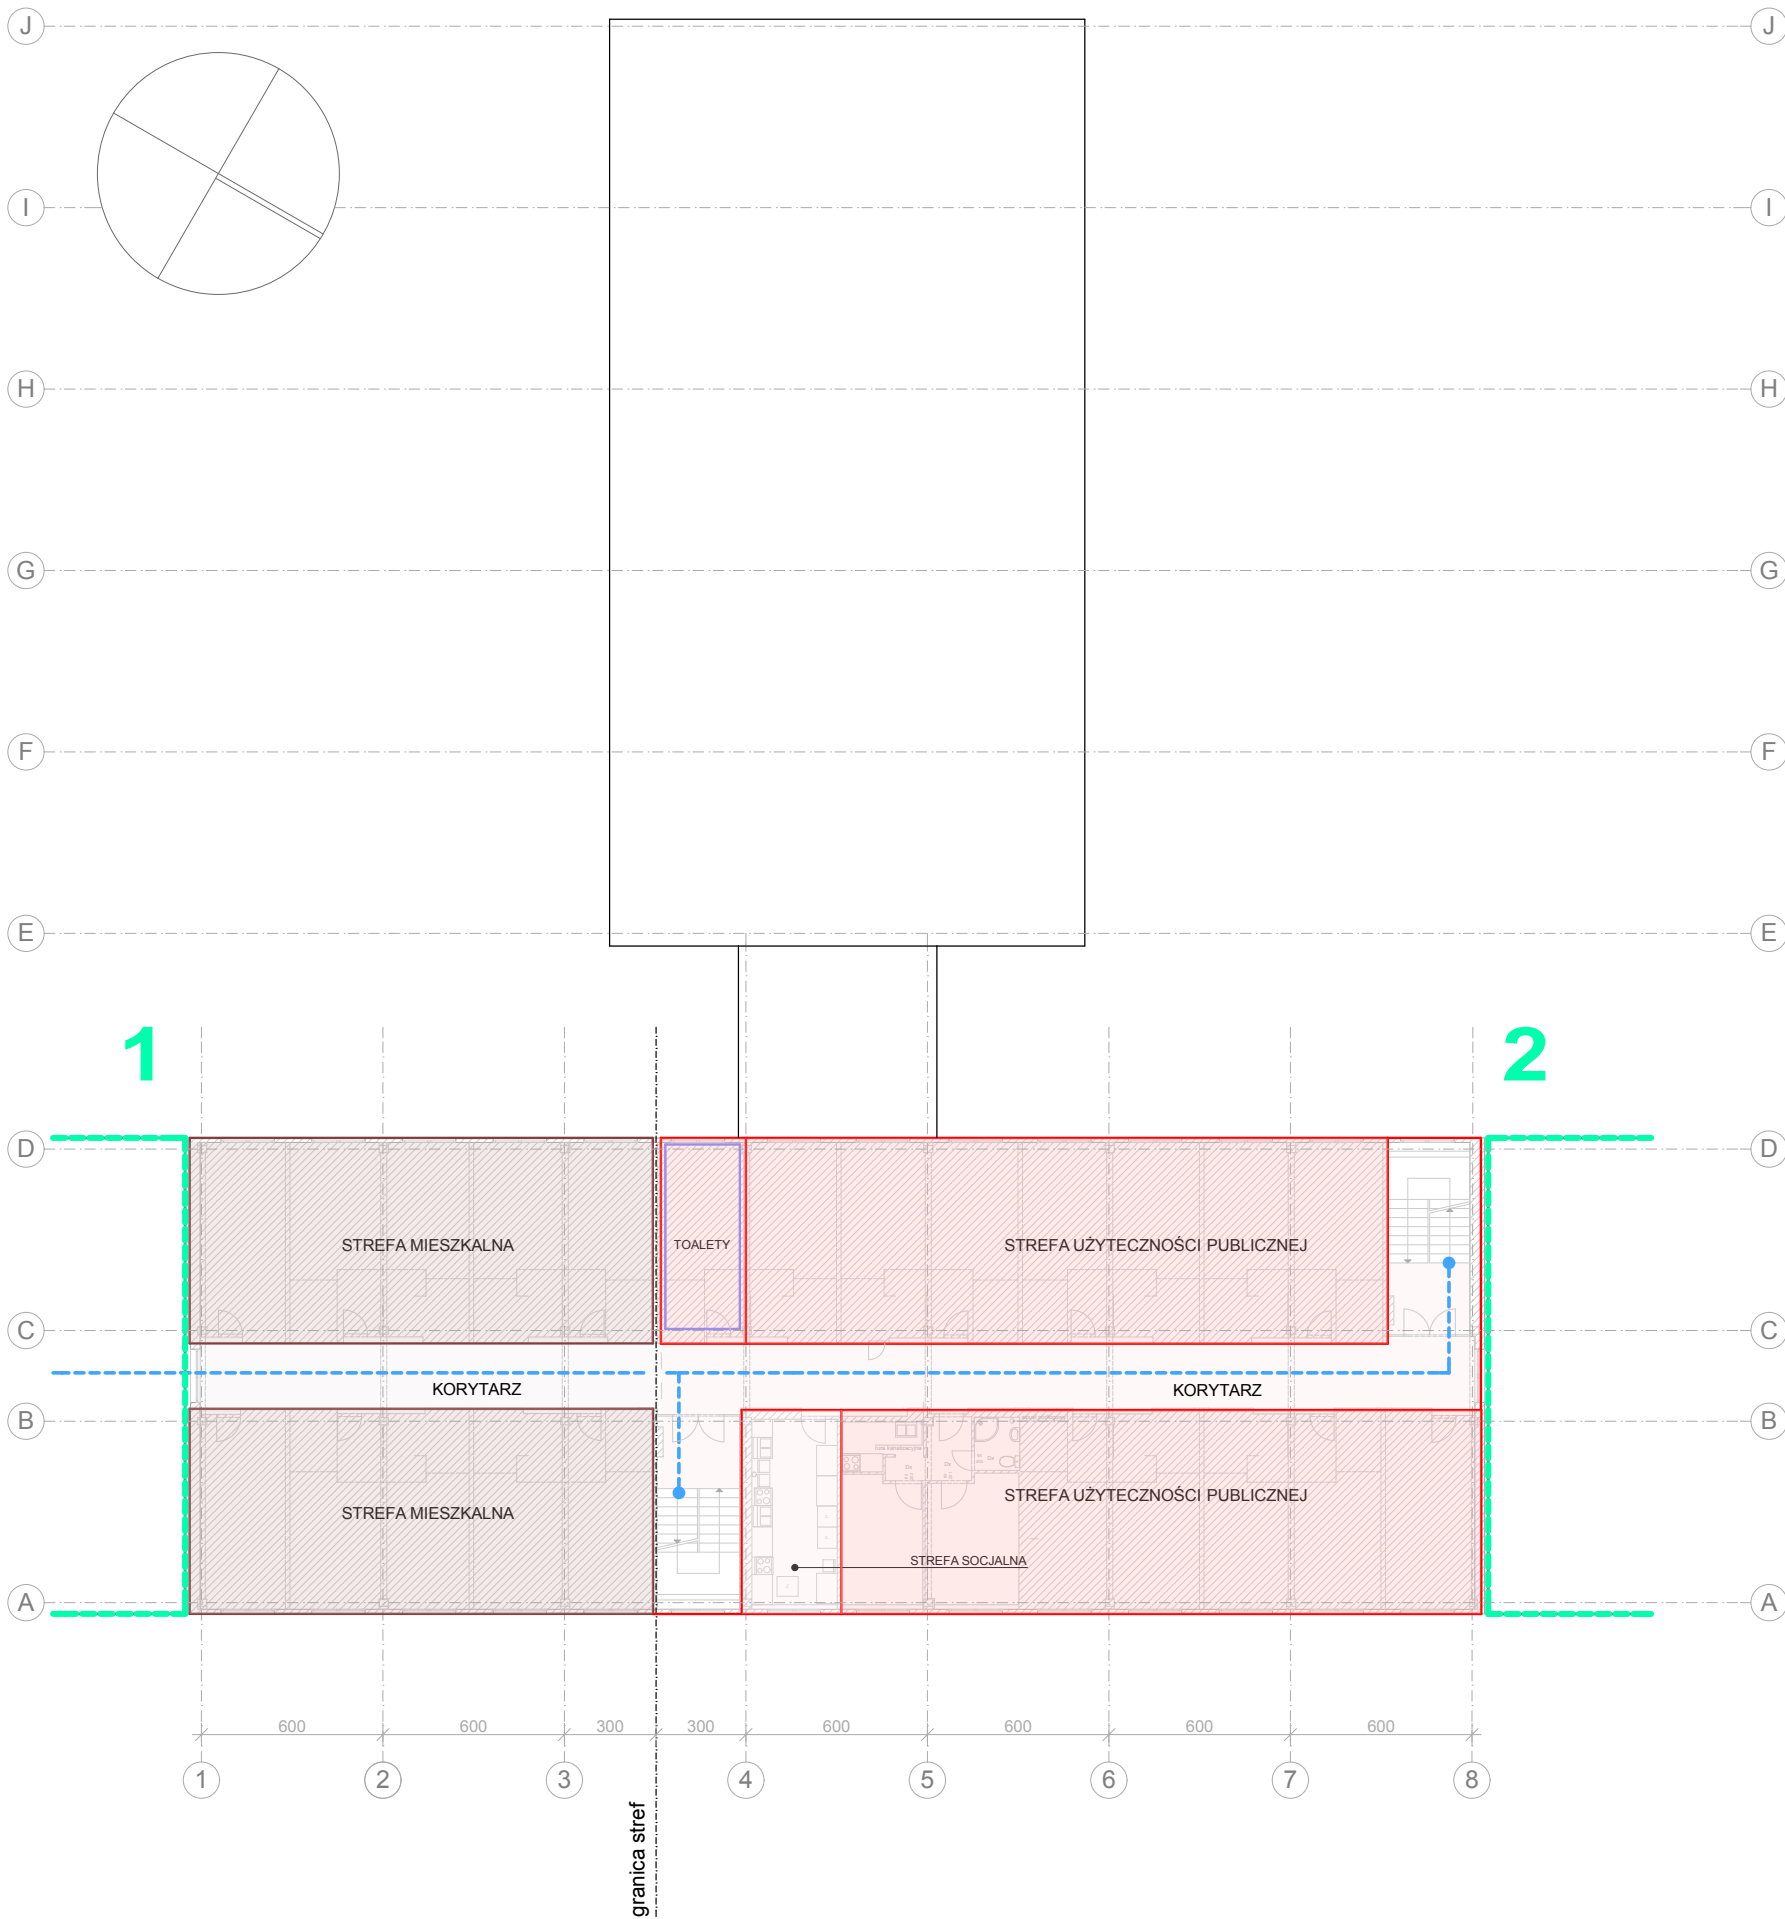 J J
I I
H H
G G
F F
E E
1 2
D D
STREFA MIESZKALNA TOALETY STREFA UŻYTECZNOŚCI PUBLICZNEJ
C C
KORYTARZ KORYTARZ
B B
STREFA UŻYTECZNOŚCI PUBLICZNEJ
STREFA MIESZKALNA
STREFA SOCJALNA
A A
600 600 300 300 600 600 600 600
1 2 3 4 5 6 7 8
granica stref